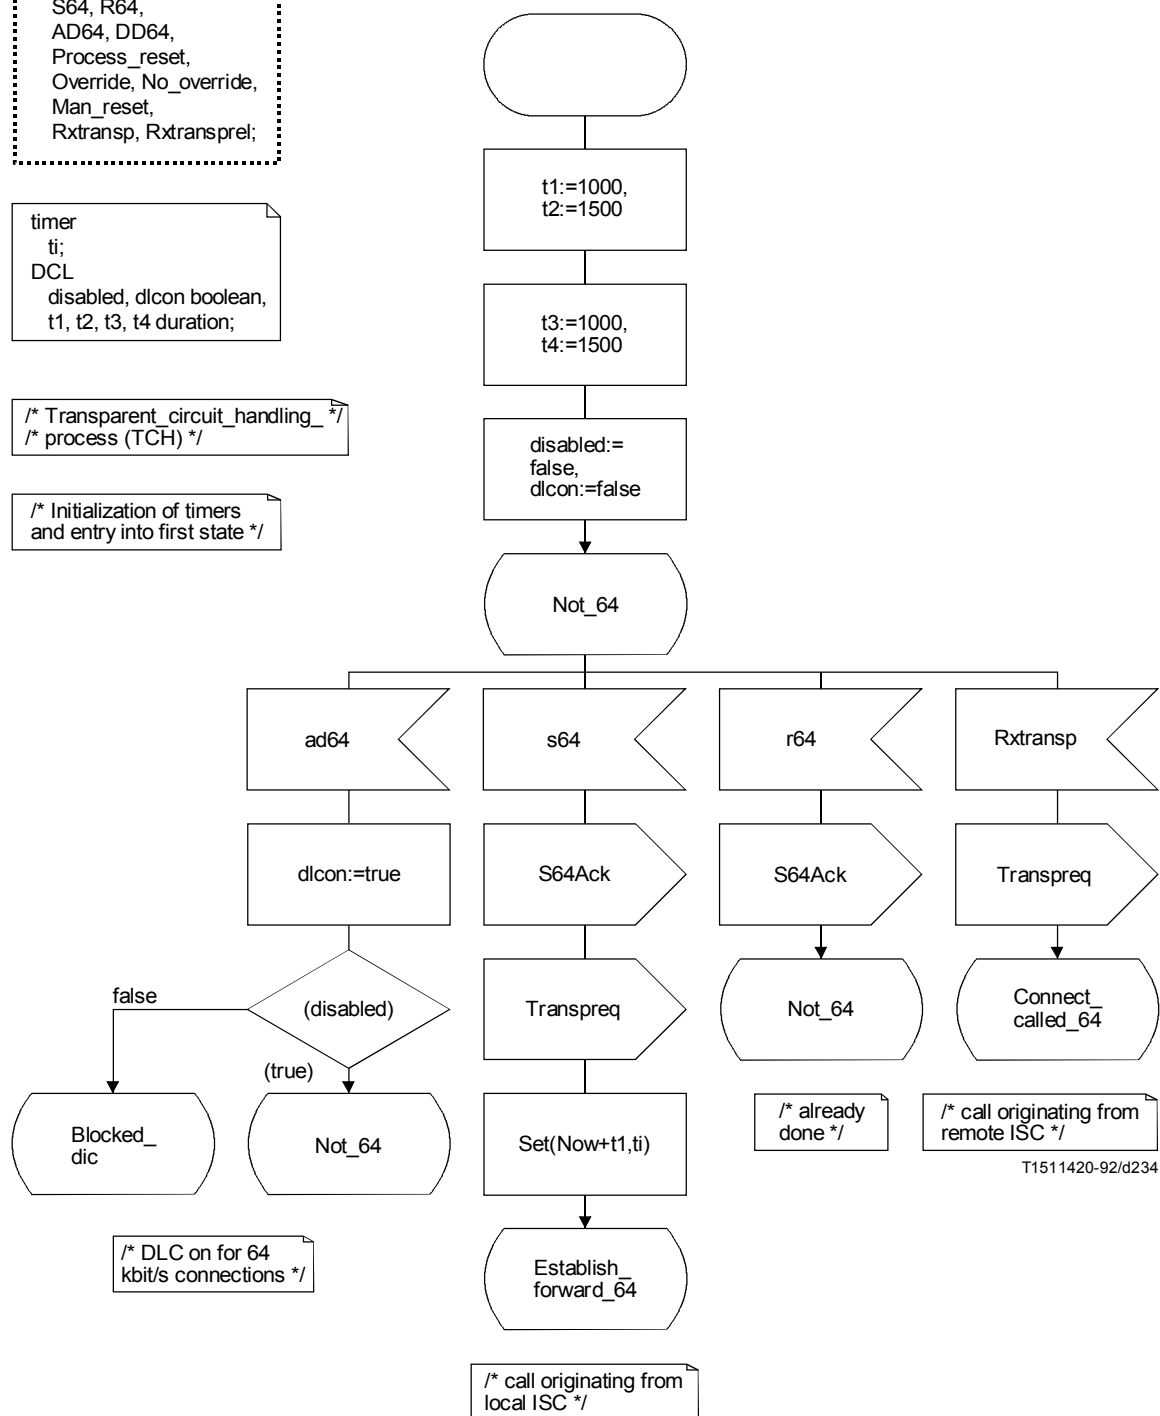 S64, R64,
AD64, DD64,
Process_reset,
Override, No_override,
Man_reset,
Rxtransp, Rxtransprel;
timer
ti;
DCL
disabled, dlcon boolean,
t1, t2, t3, t4 duration;
/* Transparent_circuit_handling_ */
/* process (TCH) */
/* Initialization of timers
and entry into first state */
t1:=1000,
t2:=1500
t3:=1000,
t4:=1500
disabled:=
false,
dlcon:=false
Not_64
ad64
s64
r64
Rxtransp
dlcon:=true
S64Ack
S64Ack
Transpreq
false
(disabled)
(true)
Transpreq
Not_64
Connect_
called_64
Blocked_
dic
Not_64
Set(Now+t1,ti)
/* already
done */
/* call originating from
remote ISC */
T1511420-92/d234
/* DLC on for 64
kbit/s connections */
Establish_
forward_64
/* call originating from
local ISC */